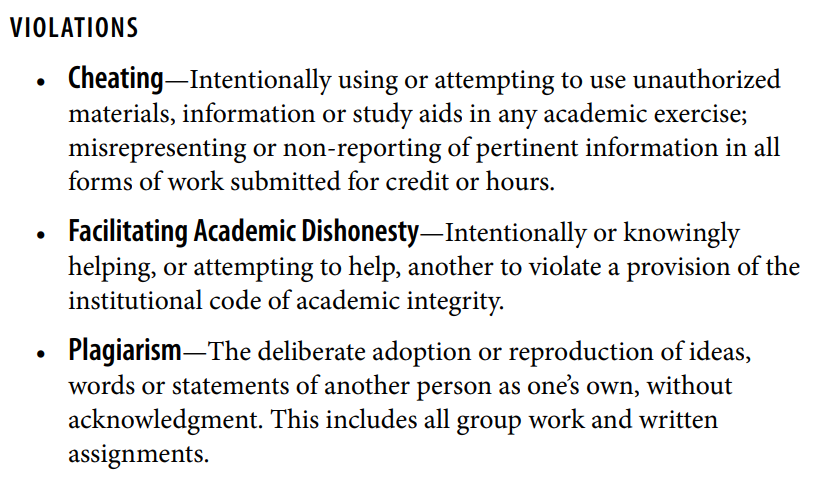 VIOLATIONS
• Cheating—Intentionally using or attempting to use unauthorized
materials, information or study aids in any academic exercise;
misrepresenting or non-reporting of pertinent information in all
forms of work submitted for credit or hours.
• Facilitating Academic Dishonesty—Intentionally or knowingly
helping, or attempting to help, another to violate a provision of the
institutional code of academic integrity.
• Plagiarism—The deliberate adoption or reproduction of ideas,
words or statements of another person as one’s own, without
acknowledgment. This includes all group work and written
assignments.